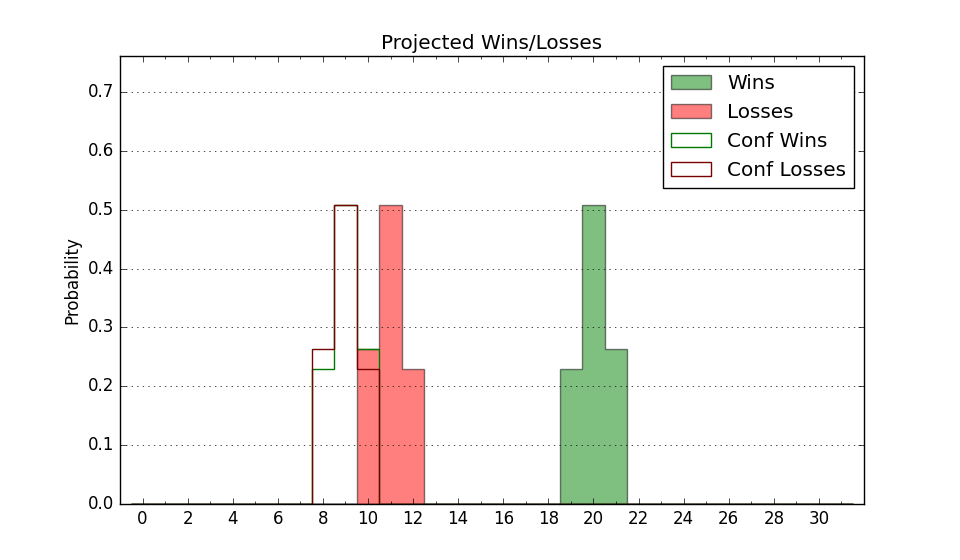 Projected Wins/Losses
Wins
Losses
Conf Wins
Conf Losses
Probability
0.7
0.6
0.5
0.4
0.3
0.2
0.1
0.0
0 2 4 6 8 10 12 14 16 18 20 22 24 26 28 30